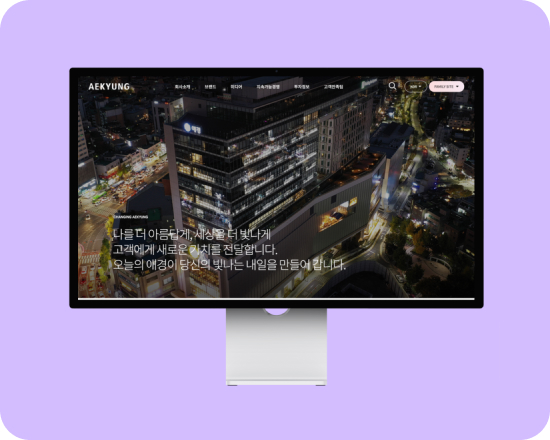 AEKYUNG
회사소개 브랜드 미디어 지속가능경영 투자정보 고객만족팀
CHANGING AEKYUNG
나를 더 아름답게, 세상을 더 빛나게
고객에게 새로운 가치를 전달합니다.
오늘의 애경이 당신의 빛나는 내일을 만들어 갑니다.